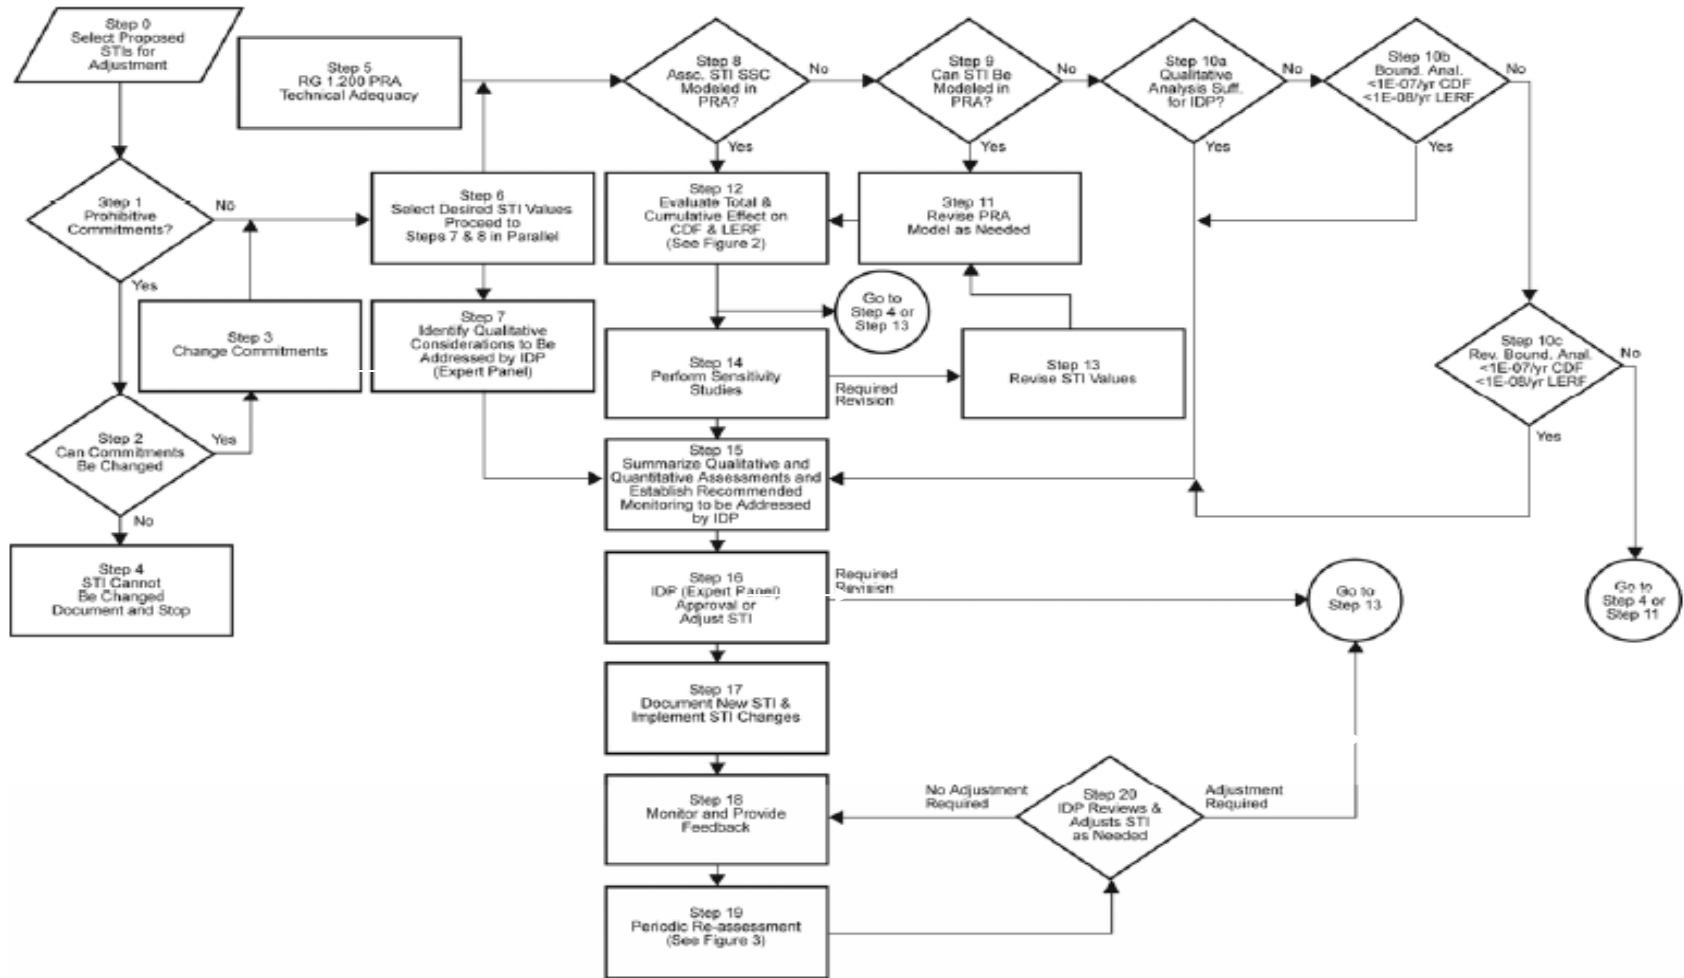 Step 0
Select Proposed
STIs for
Adjustment
Step 5
RG 1.200 PRA
Technical Adequacy
Step 8
Assc. STI SSC
Modeled in
PRA?
No
Yes
Step 9
Can STI Be
Modeled in
PRA?
No
Yes
Step 10a
Qualitative
Analysis Suff.
for IDP?
No
Yes
Step 10b
Bound. Anal.
<1E-07/yr CDF
<1E-08/yr LERF
No
Yes
Step 1
Prohibitive
Commitments?
No
Yes
Step 6
Select Desired STI Values
Proceed to
Steps 7 & 8 in Parallel
Step 12
Evaluate Total &
Cumulative Effect on
CDF & LERF
(See Figure 2)
Step 11
Revise PRA
Model as Needed
Step 3
Change Commitments
Step 7
Identify Qualitative
Considerations to Be
Addressed by IDP
(Expert Panel)
Go to
Step 4 or
Step 13
Step 14
Perform Sensitivity
Studies
Required
Revision
Step 13
Revise STI Values
Step 10c
Rev. Bound. Anal.
<1E-07/yr CDF
<1E-08/yr LERF
No
Yes
Step 2
Can Commitments
Be Changed
Yes
No
Step 15
Summarize Qualitative and
Quantitative Assessments and
Establish Recommended
Monitoring to be Addressed
by IDP
Step 4
STI Cannot
Be Changed
Document and Stop
Step 16
IDP (Expert Panel)
Approval or
Adjust STI
Required
Revision
Go to
Step 13
Go to
Step 4 or
Step 11
Step 17
Document New STI &
Implement STI Changes
Step 18
Monitor and Provide
Feedback
No Adjustment
Required
Step 20
IDP Reviews &
Adjusts STI
as Needed
Adjustment
Required
Step 19
Periodic Re-assessment
(See Figure 3)